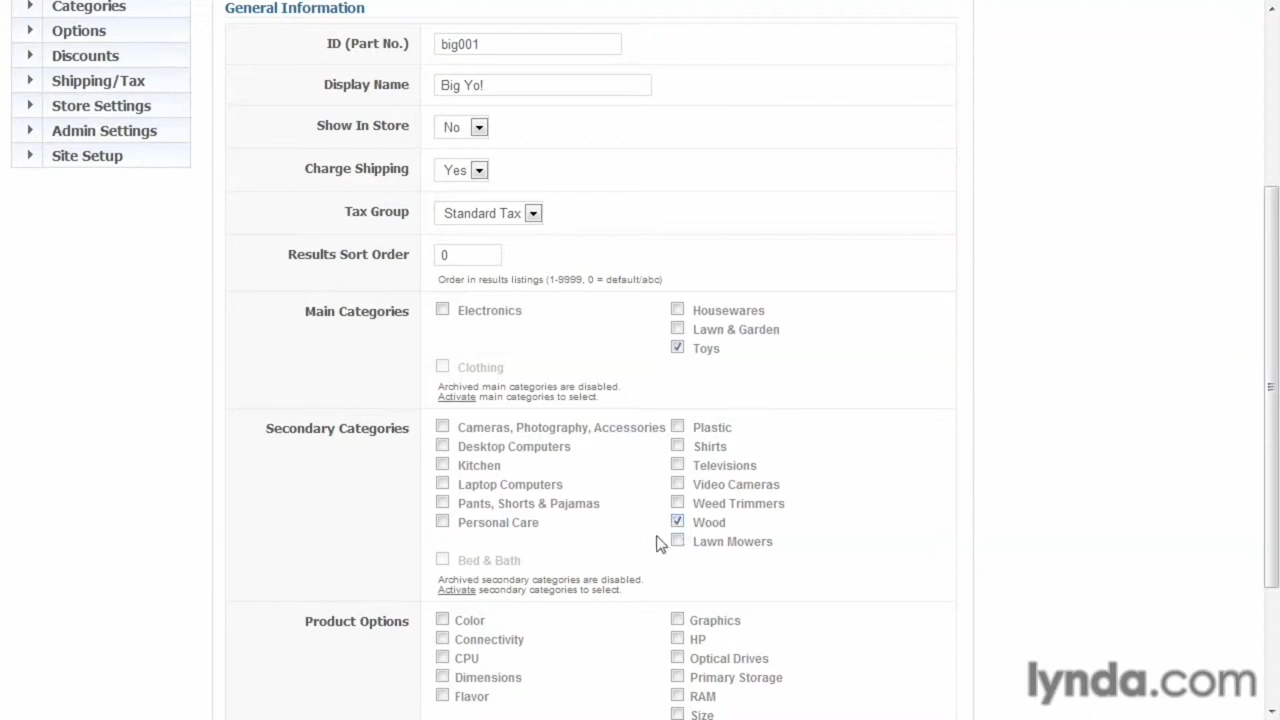 Categories
Options
Discounts
Shipping/Tax
Store Settings
Admin Settings
Site Setup
General Information
ID (Part No.) big001
Display Name Big Yo!
Show In Store No
Charge Shipping Yes
Tax Group Standard Tax
Results Sort Order 0
Order in results listings (1-9999, 0 = default/abc)
Main Categories Electronics Housewares
Lawn & Garden
Toys
Clothing
Archived main categories are disabled.
Activate main categories to select.
Secondary Categories Cameras, Photography, Accessories Plastic
Desktop Computers Shirts
Kitchen Televisions
Laptop Computers Video Cameras
Pants, Shorts & Pajamas Weed Trimmers
Personal Care Wood
Lawn Mowers
Bed & Bath
Archived secondary categories are disabled.
Activate secondary categories to select.
Product Options Color Graphics
Connectivity HP
CPU Optical Drives
Dimensions Primary Storage
Flavor RAM
Size
lynda.com